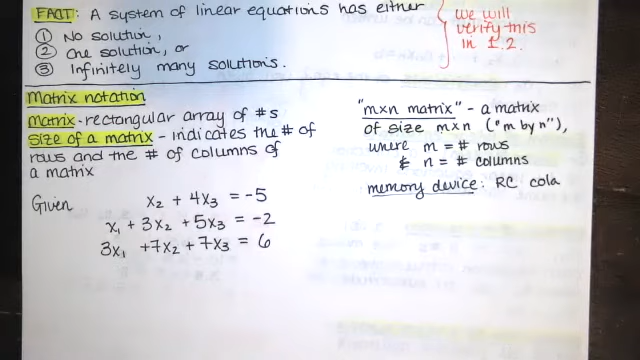 FACT: A system of linear equations has either
① No solution,
② One solution, or
③ Infinitely many solutions.
we will
verify this
in 1.2.
Matrix notation
matrix - rectangular array of #s
size of a matrix - indicates the # of
rows and the # of columns of
a matrix
"m×n matrix" - a matrix
of size m×n ("m by n"),
where m = # rows
& n = # columns
memory device: RC cola
Given
x₂ + 4x₃ = -5
x₁ + 3x₂ + 5x₃ = -2
3x₁ + 7x₂ + 7x₃ = 6